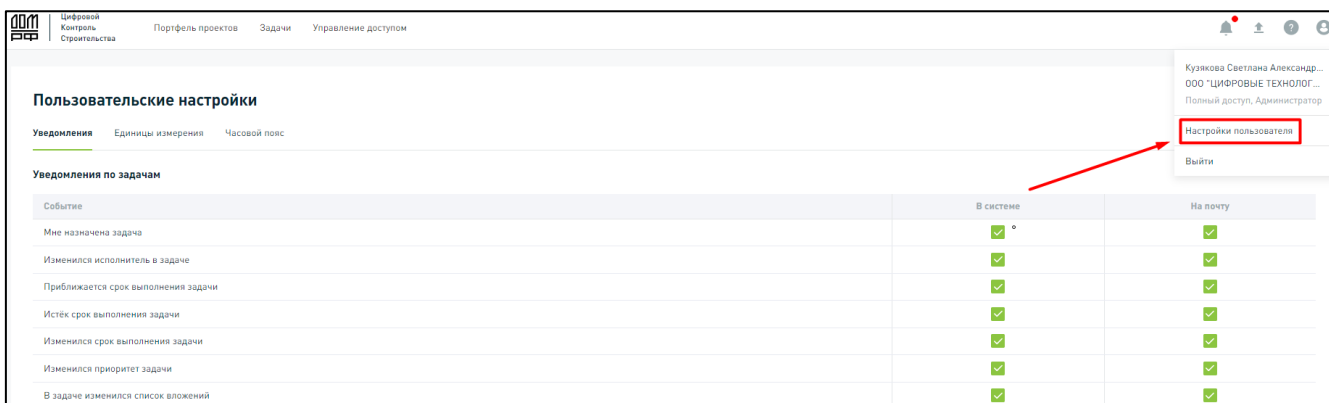 ДОМ
РФ
Цифровой
Контроль
Строительства
Портфель проектов Задачи Управление доступом
?
Кузякова Светлана Александр...
ООО "ЦИФРОВЫЕ ТЕХНОЛОГ...
Полный доступ, Администратор
Настройки пользователя
Выйти
Пользовательские настройки
Уведомления Единицы измерения Часовой пояс
Уведомления по задачам
Событие В системе На почту
Мне назначена задача
Изменился исполнитель в задаче
Приближается срок выполнения задачи
Истёк срок выполнения задачи
Изменился срок выполнения задачи
Изменился приоритет задачи
В задаче изменился список вложений